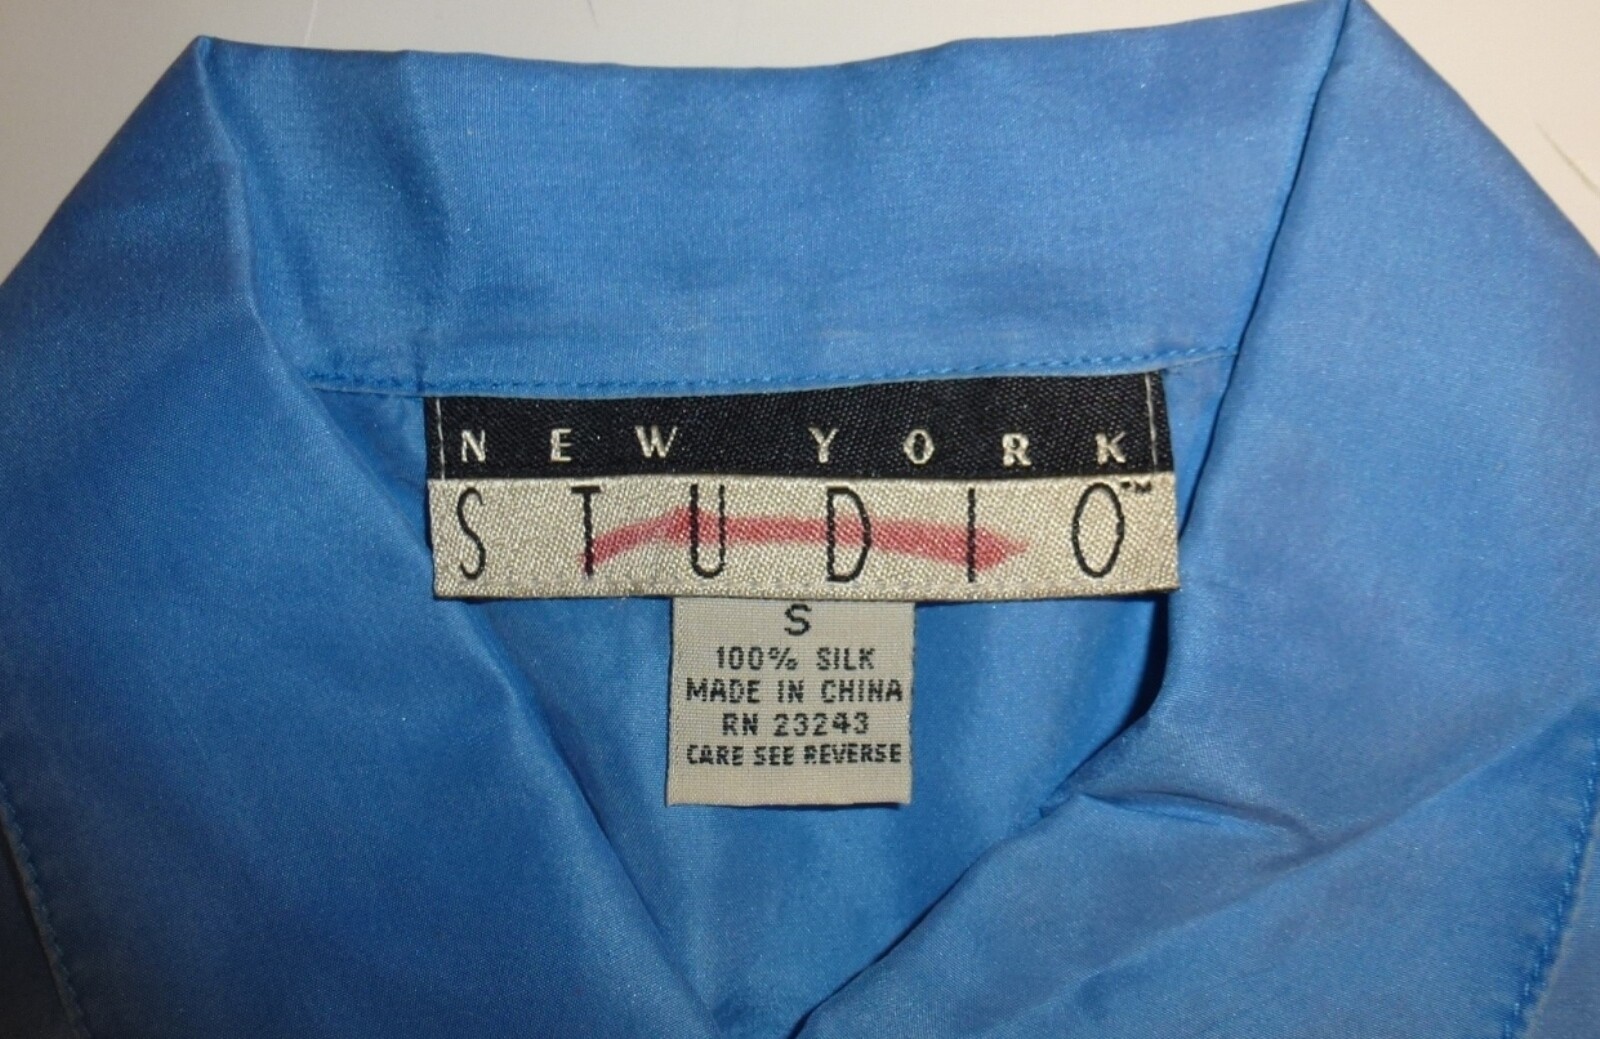 NEW YORK
STUDIO™
S
100% SILK
MADE IN CHINA
RN 23243
CARE SEE REVERSE